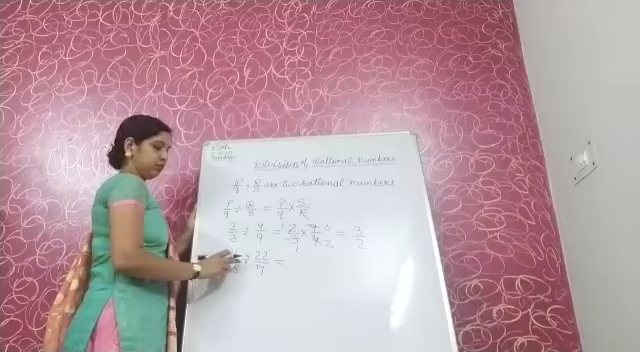 Division of Rational numbers
P/q , R/S are two rational numbers
P/q ÷ R/S = P/q × S/R
2/3 ÷ 4/9 = 2/3 × 9/4 = 3/2
÷ 22/7 =